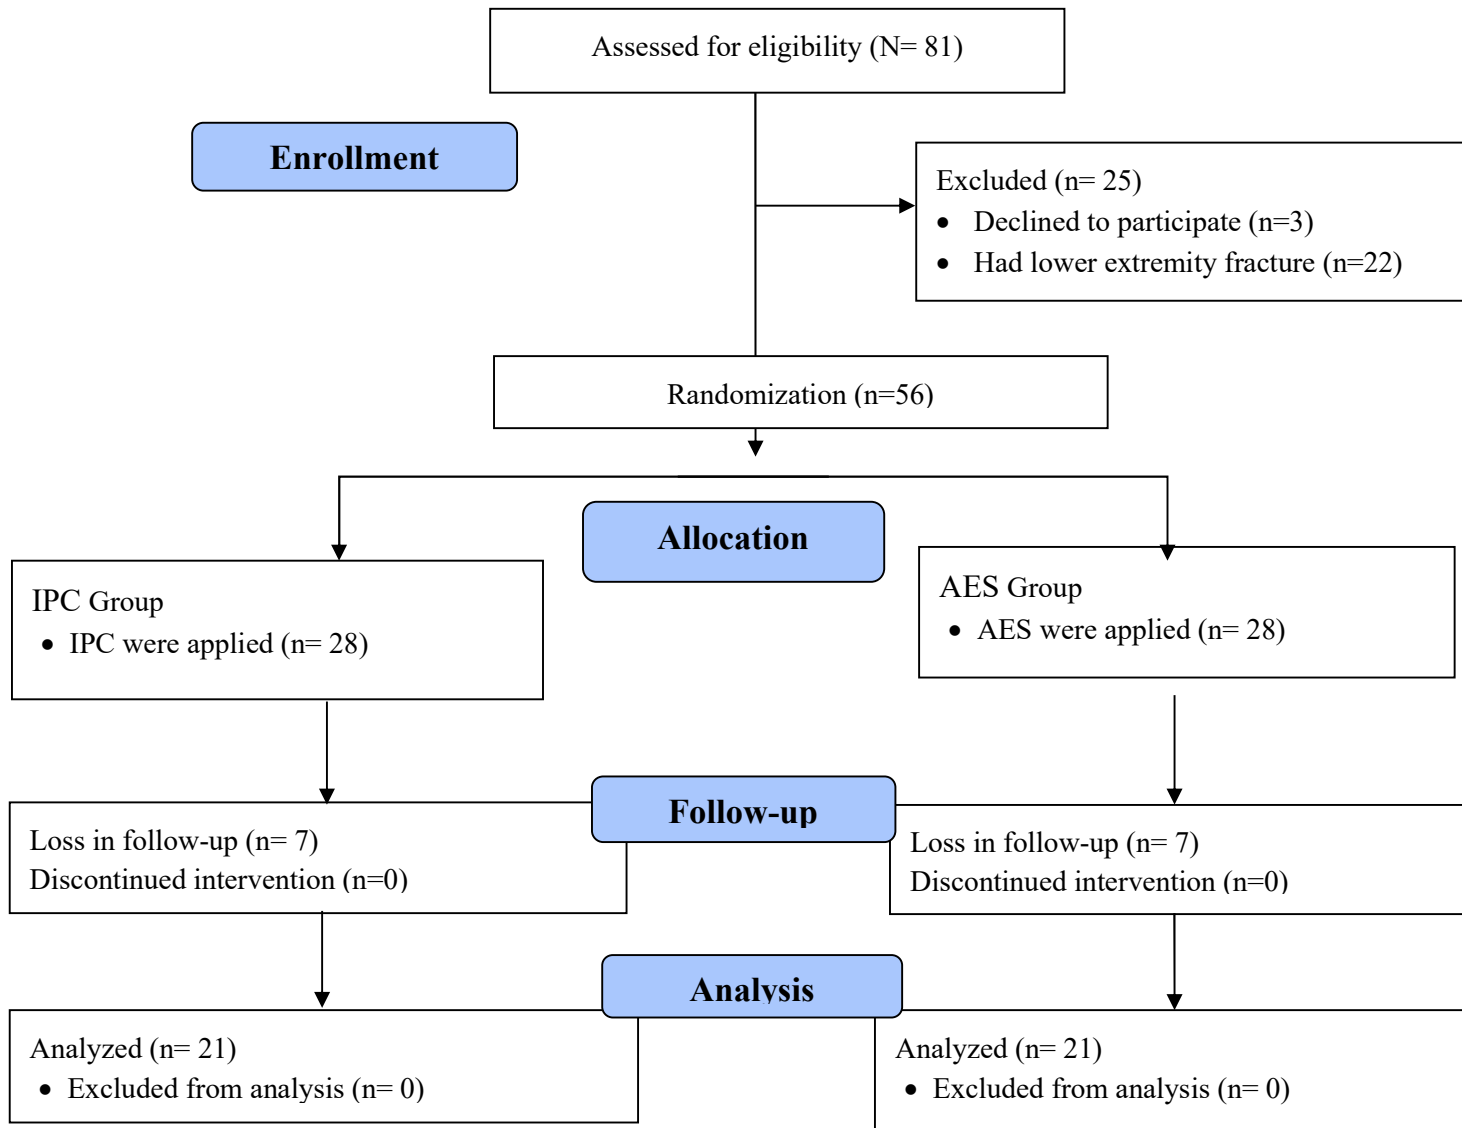 Assessed for eligibility (N= 81)
Enrollment
Excluded (n= 25)
• Declined to participate (n=3)
• Had lower extremity fracture (n=22)
Randomization (n=56)
Allocation
IPC Group
• IPC were applied (n= 28)
AES Group
• AES were applied (n= 28)
Follow-up
Loss in follow-up (n= 7)
Discontinued intervention (n=0)
Loss in follow-up (n= 7)
Discontinued intervention (n=0)
Analysis
Analyzed (n= 21)
• Excluded from analysis (n= 0)
Analyzed (n= 21)
• Excluded from analysis (n= 0)